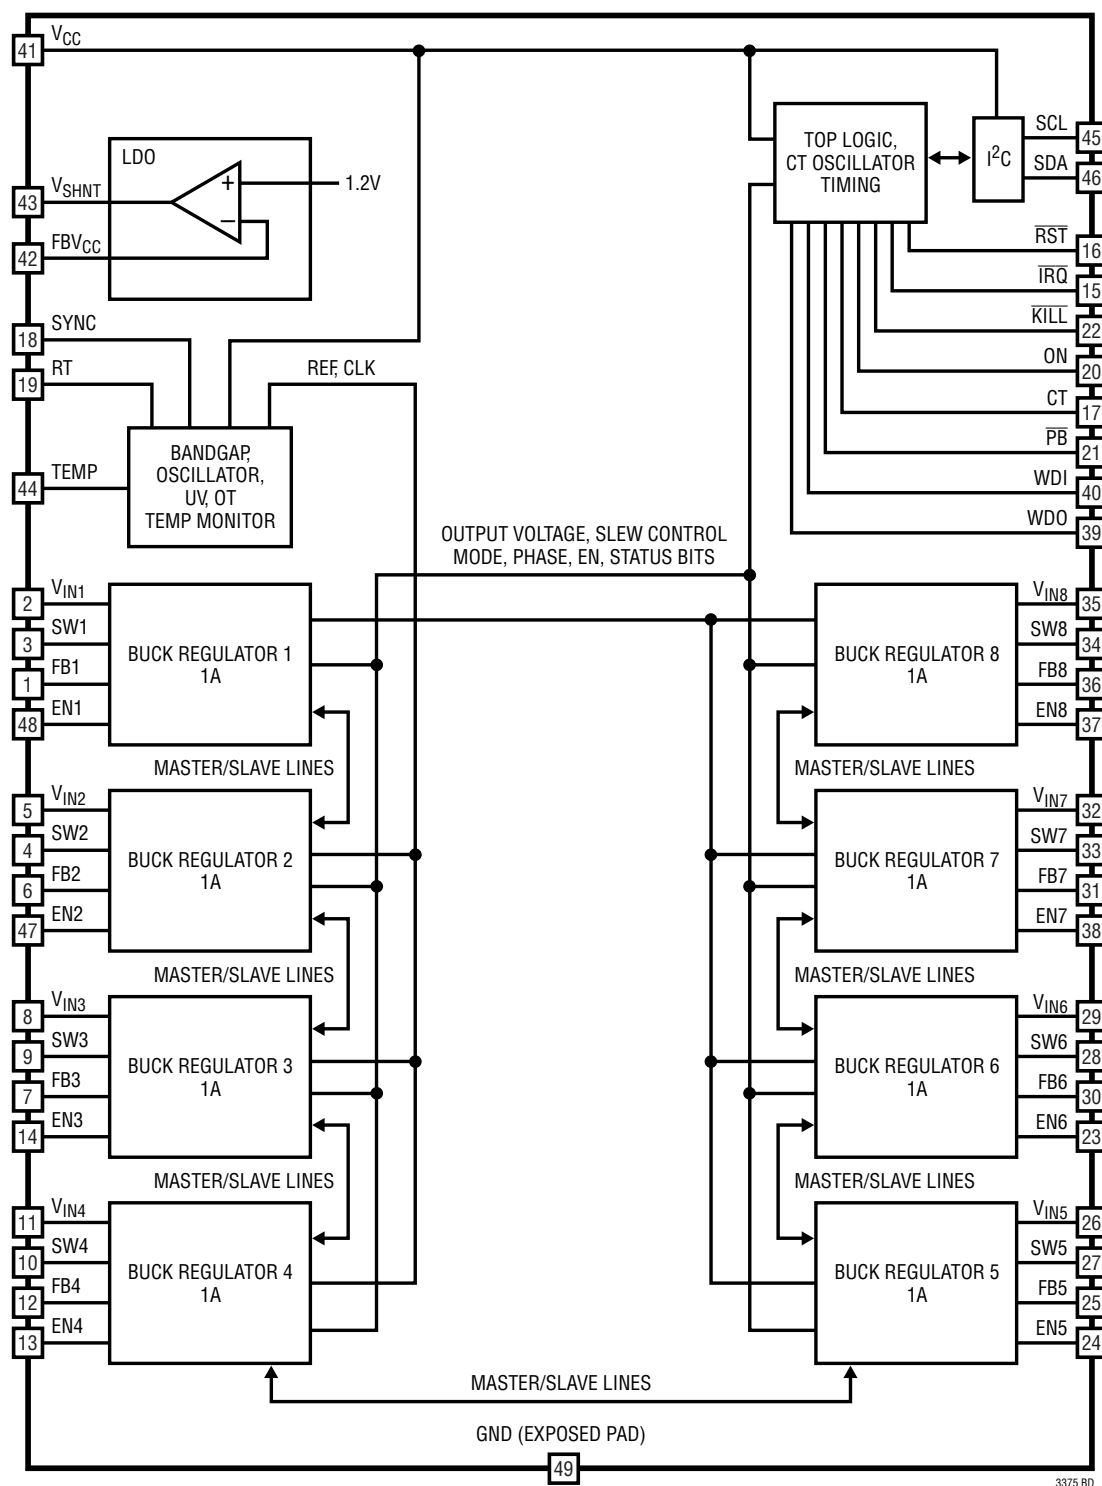 41
VCC
LDO
+
1.2V
–
43
VSHNT
42
FBVCC
18
SYNC
19
RT
REF, CLK
44
TEMP
BANDGAP,
OSCILLATOR,
UV, OT
TEMP MONITOR
TOP LOGIC,
CT OSCILLATOR
TIMING
I²C
SCL
45
SDA
46
RST
16
IRQ
15
KILL
22
ON
20
CT
17
PB
21
WDI
40
WDO
39
OUTPUT VOLTAGE, SLEW CONTROL
MODE, PHASE, EN, STATUS BITS
2
VIN1
3
SW1
1
FB1
48
EN1
BUCK REGULATOR 1
1A
MASTER/SLAVE LINES
5
VIN2
4
SW2
6
FB2
47
EN2
BUCK REGULATOR 2
1A
MASTER/SLAVE LINES
8
VIN3
9
SW3
7
FB3
14
EN3
BUCK REGULATOR 3
1A
MASTER/SLAVE LINES
11
VIN4
10
SW4
12
FB4
13
EN4
BUCK REGULATOR 4
1A
BUCK REGULATOR 8
1A
VIN8
35
SW8
34
FB8
36
EN8
37
MASTER/SLAVE LINES
BUCK REGULATOR 7
1A
VIN7
32
SW7
33
FB7
31
EN7
38
MASTER/SLAVE LINES
BUCK REGULATOR 6
1A
VIN6
29
SW6
28
FB6
30
EN6
23
MASTER/SLAVE LINES
BUCK REGULATOR 5
1A
VIN5
26
SW5
27
FB5
25
EN5
24
MASTER/SLAVE LINES
GND (EXPOSED PAD)
49
3375 BD